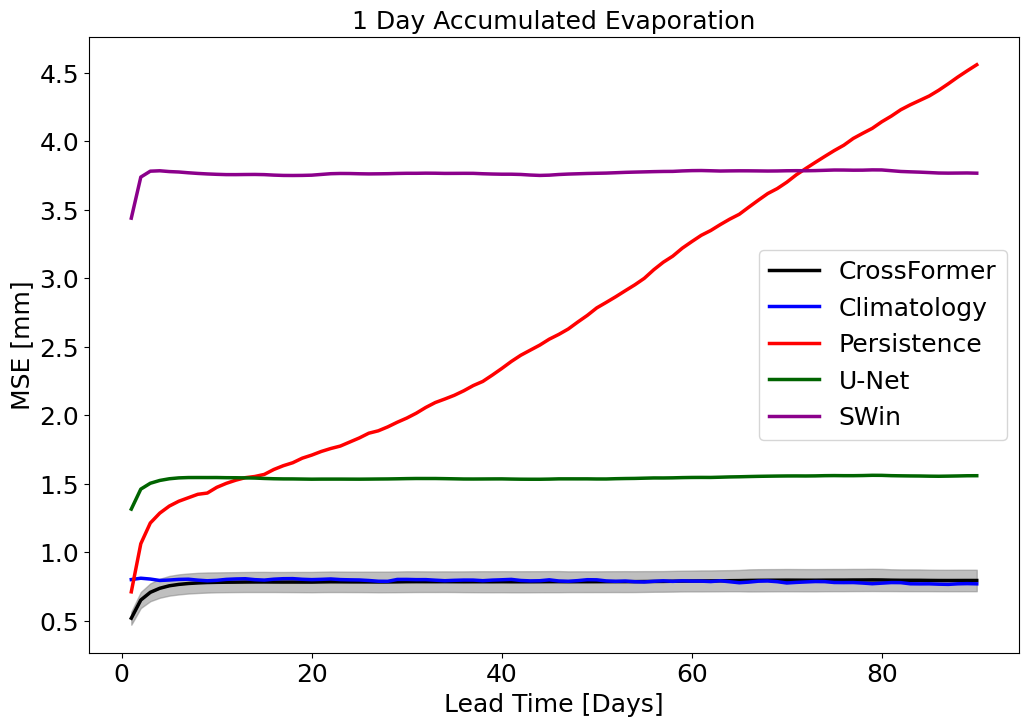 1 Day Accumulated Evaporation
MSE [mm]
4.5
4.0
3.5
3.0
2.5
2.0
1.5
1.0
0.5
CrossFormer
Climatology
Persistence
U-Net
SWin
0 20 40 60 80
Lead Time [Days]